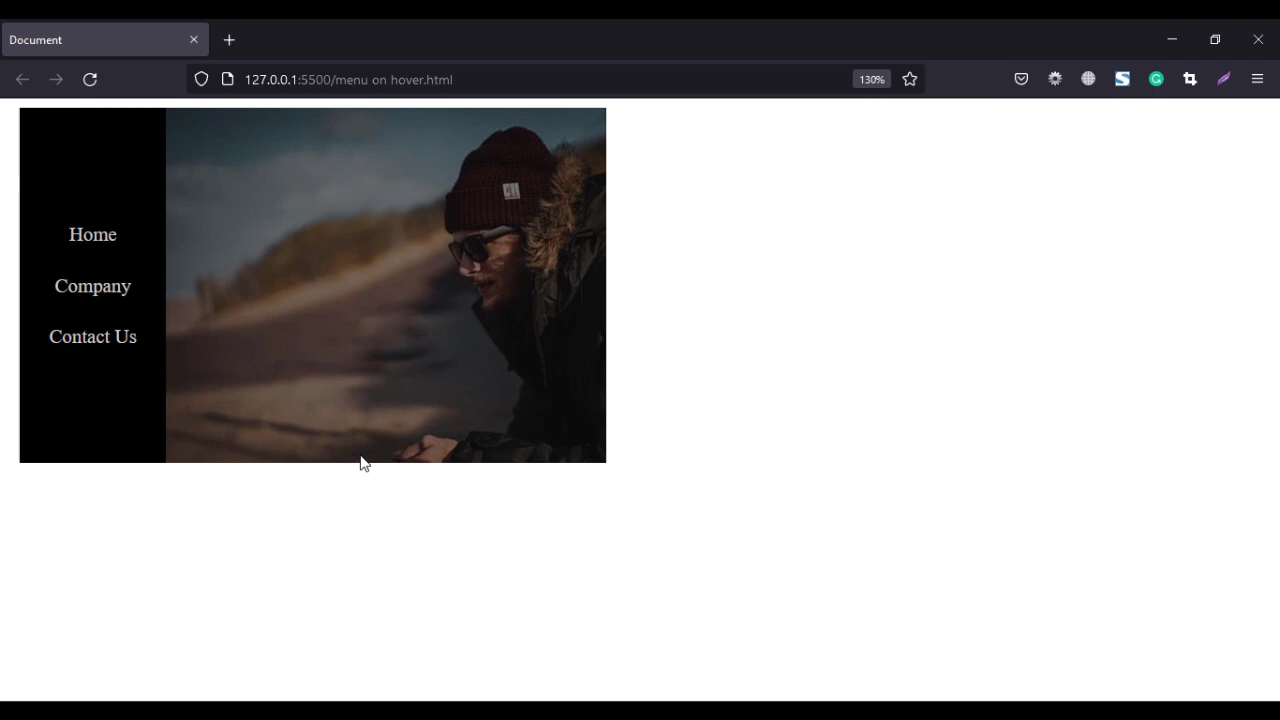 Document
127.0.0.1:5500/menu on hover.html
130%
Home
Company
Contact Us